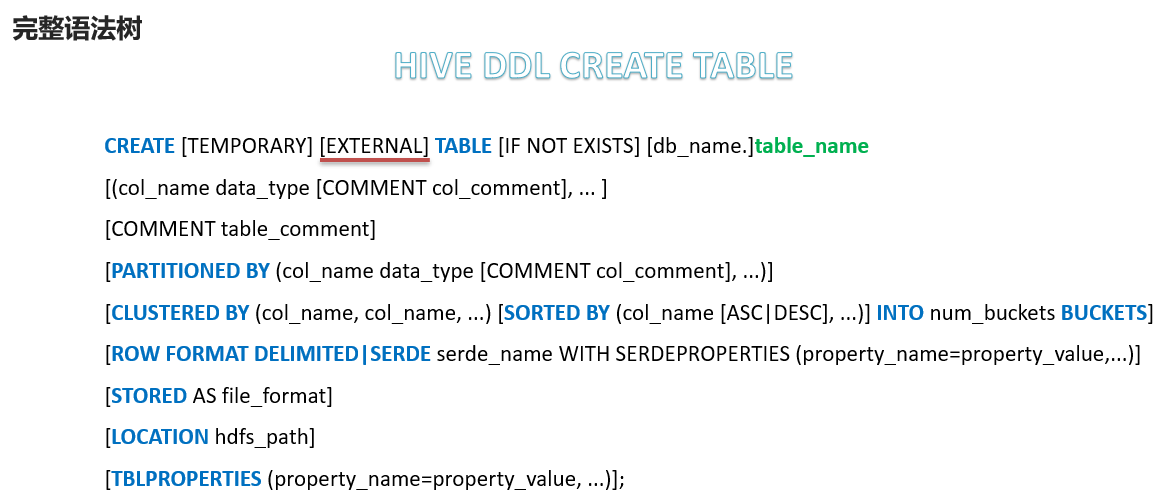 完整语法树
HIVE DDL CREATE TABLE
CREATE [TEMPORARY] [EXTERNAL] TABLE [IF NOT EXISTS] [db_name.]table_name
[(col_name data_type [COMMENT col_comment], ... ]
[COMMENT table_comment]
[PARTITIONED BY (col_name data_type [COMMENT col_comment], ...)]
[CLUSTERED BY (col_name, col_name, ...) [SORTED BY (col_name [ASC|DESC], ...)] INTO num_buckets BUCKETS]
[ROW FORMAT DELIMITED|SERDE serde_name WITH SERDEPROPERTIES (property_name=property_value,...)]
[STORED AS file_format]
[LOCATION hdfs_path]
[TBLPROPERTIES (property_name=property_value, ...)];